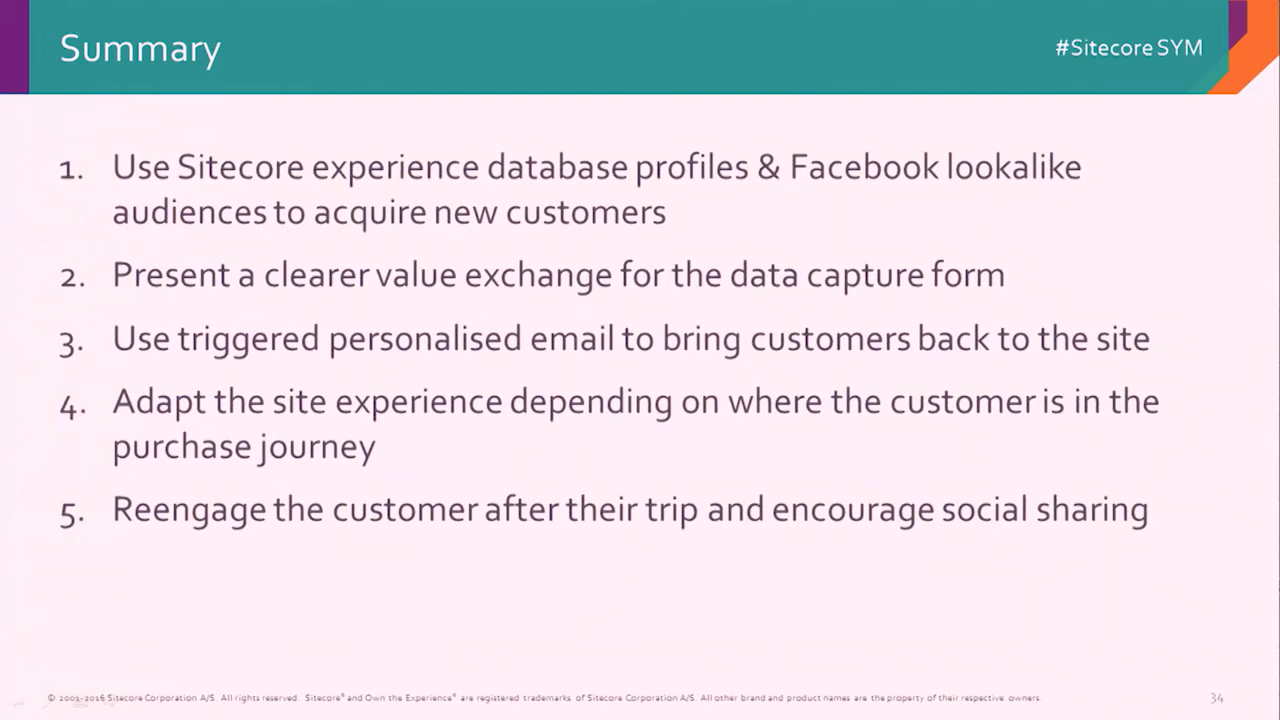 Summary
#Sitecore SYM
1. Use Sitecore experience database profiles & Facebook lookalike
audiences to acquire new customers
2. Present a clearer value exchange for the data capture form
3. Use triggered personalised email to bring customers back to the site
4. Adapt the site experience depending on where the customer is in the
purchase journey
5. Reengage the customer after their trip and encourage social sharing
© 2001-2016 Sitecore Corporation A/S. All rights reserved. Sitecore® and Own the Experience® are registered trademarks of Sitecore Corporation A/S. All other brand and product names are the property of their respective owners.
34